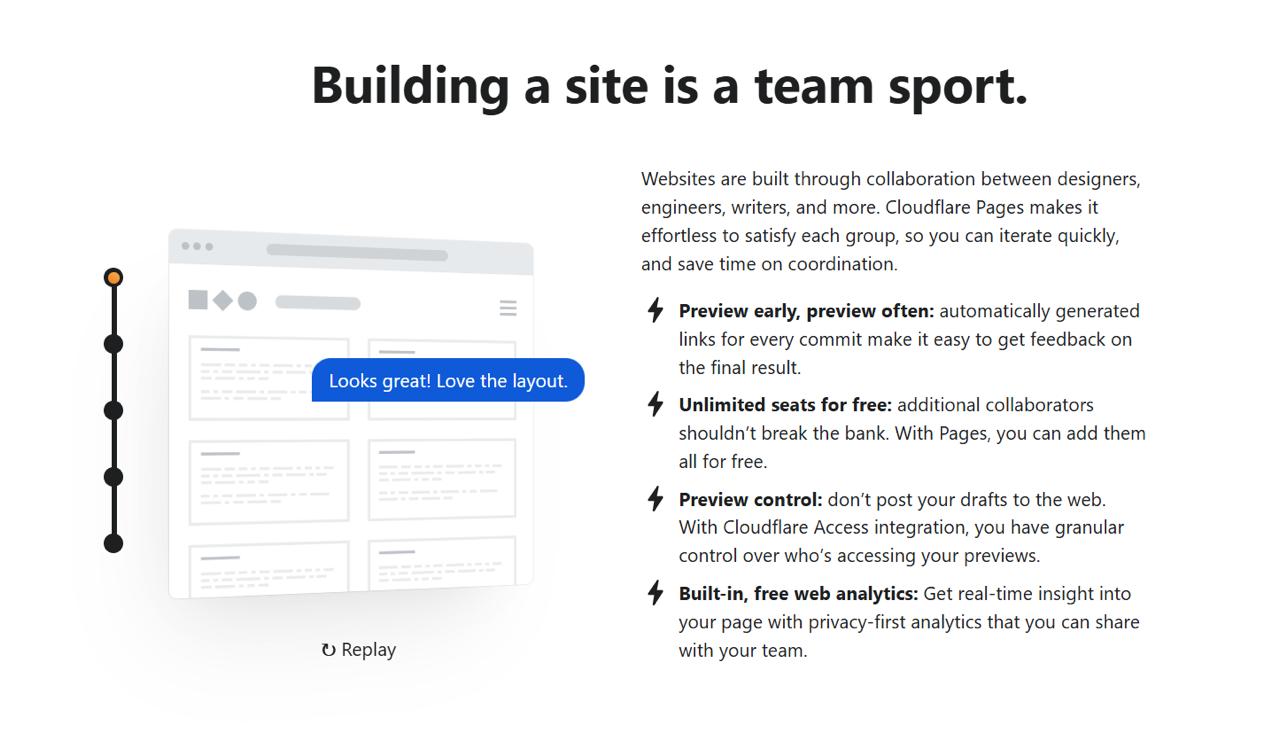 Building a site is a team sport.
Websites are built through collaboration between designers,
engineers, writers, and more. Cloudflare Pages makes it
effortless to satisfy each group, so you can iterate quickly,
and save time on coordination.
Preview early, preview often: automatically generated
links for every commit make it easy to get feedback on
the final result.
Unlimited seats for free: additional collaborators
shouldn’t break the bank. With Pages, you can add them
all for free.
Preview control: don’t post your drafts to the web.
With Cloudflare Access integration, you have granular
control over who’s accessing your previews.
Built-in, free web analytics: Get real-time insight into
your page with privacy-first analytics that you can share
with your team.
Looks great! Love the layout.
↻ Replay